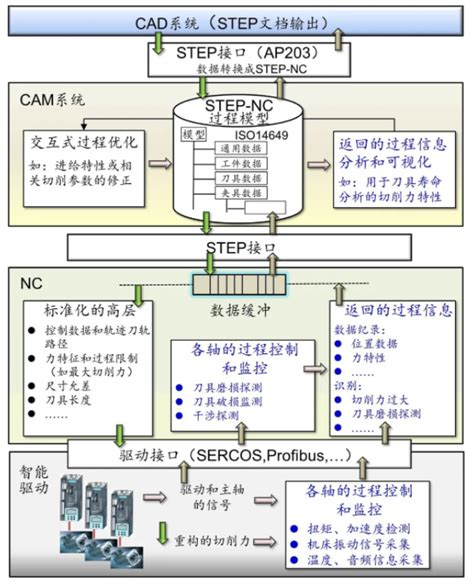 CAD系统（STEP文档输出）
STEP接口（AP203）
数据转换成STEP-NC
CAM系统
STEP-NC
过程模型
模型
ISO14649
通用数据
工件数据
刀具数据
夹具数据
交互式过程优化
如：进给特性或相
关切削参数的修正
返回的过程信息
分析和可视化
如：用于刀具寿命
分析的切削力特性
STEP接口
NC
数据缓冲
标准化的高层
控制数据和轨迹刀轨
路径
力特征和过程限制
（如最大切削力）
尺寸允差
刀具长度
……
各轴的过程控制
和监控
刀具磨损探测
刀具破损监测
干涉探测
返回的过程信息
数据纪录：
位置数据
力特性
……
识别：
切削力过大
刀具磨损探测
……
驱动接口（SERCOS,Profibus,…）
智能
驱动
驱动和主轴
的信号
重构的切削力
各轴的过程控制
和监控
扭矩、加速度检测
机床振动信号采集
温度、音频信息采集